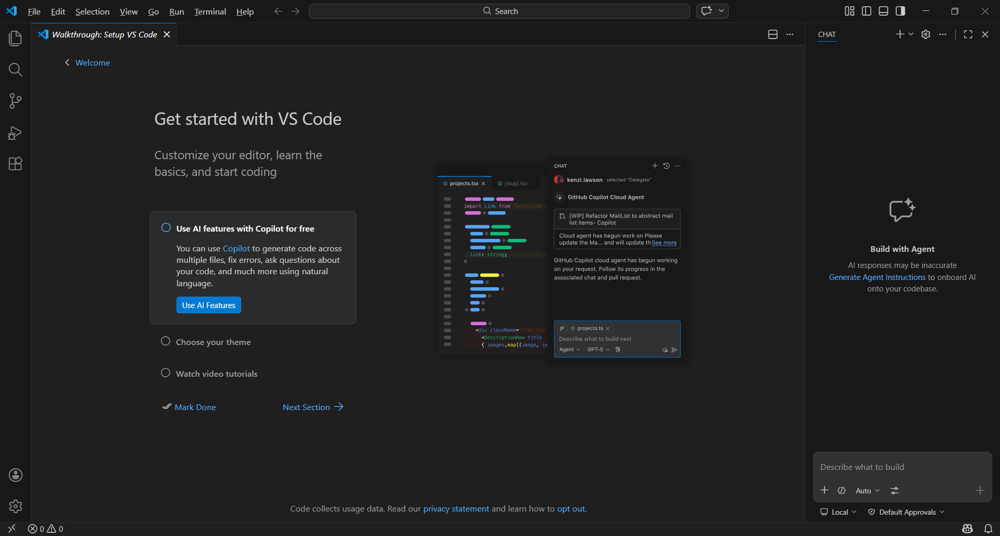 File Edit Selection View Go Run Terminal Help
Search
Walkthrough: Setup VS Code
CHAT
Welcome
Get started with VS Code
Customize your editor, learn the
basics, and start coding
Use AI features with Copilot for free
You can use Copilot to generate code across
multiple files, fix errors, ask questions about
your code, and much more using natural
language.
Use AI Features
Choose your theme
Watch video tutorials
Mark Done
Next Section
projects.tsx
[slug].tsx
import Link from "next/link
link: string;
<div className="flex flex
<DescriptionRow title
{ images.map((image, im
CHAT
kenzi.lawson selected "Delegate"
GitHub Copilot Cloud Agent
[WIP] Refactor MailList to abstract mail
list items- Copilot
Cloud agent has begun work on Please
update the Ma... and will update th See more
GitHub Copilot cloud agent has begun working
on your request. Follow its progress in the
associated chat and pull request.
projects.ts
Describe what to build next
Agent GPT-5
Code collects usage data. Read our privacy statement and learn how to opt out.
Build with Agent
AI responses may be inaccurate
Generate Agent Instructions to onboard AI
onto your codebase.
Describe what to build
Auto
Local Default Approvals
0 0